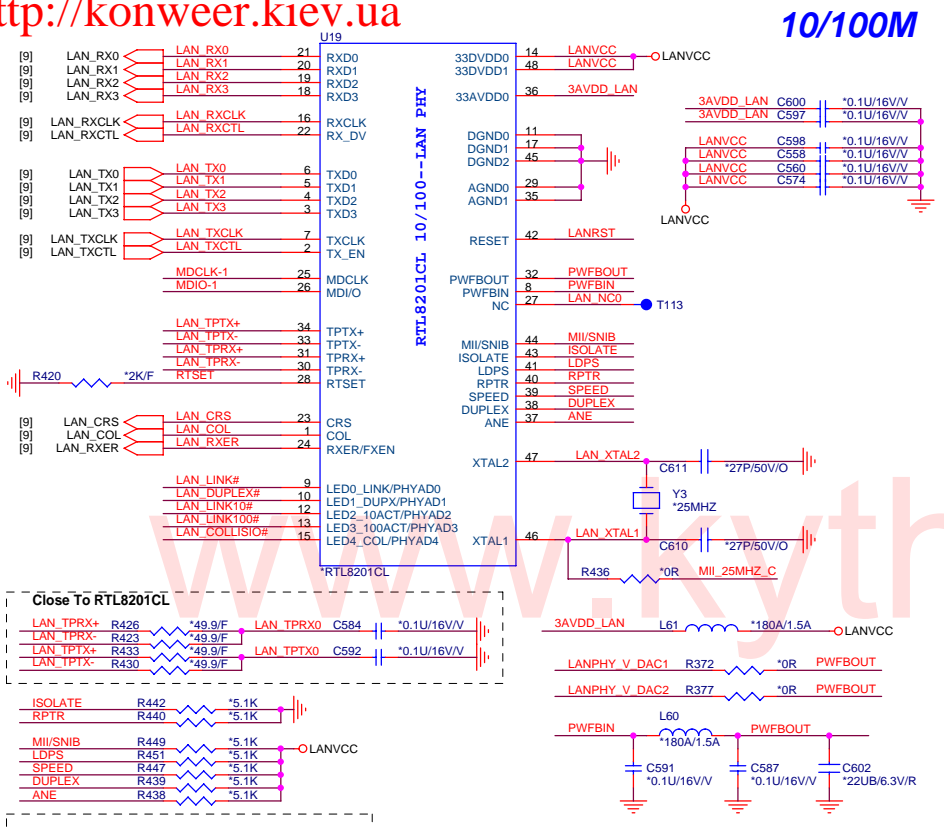 ttp://konweer.kiev.ua
10/100M
U19
[9] LAN_RX0 LAN_RX0 21 RXD0
[9] LAN_RX1 LAN_RX1 20 RXD1
[9] LAN_RX2 LAN_RX2 19 RXD2
[9] LAN_RX3 LAN_RX3 18 RXD3
[9] LAN_RXCLK LAN_RXCLK 16 RXCLK
[9] LAN_RXCTL LAN_RXCTL 22 RX_DV
[9] LAN_TX0 LAN_TX0 6 TXD0
[9] LAN_TX1 LAN_TX1 5 TXD1
[9] LAN_TX2 LAN_TX2 4 TXD2
[9] LAN_TX3 LAN_TX3 3 TXD3
[9] LAN_TXCLK LAN_TXCLK 7 TXCLK
[9] LAN_TXCTL LAN_TXCTL 2 TX_EN
MDCLK-1 25 MDCLK
MDIO-1 26 MDI/O
LAN_TPTX+ 34 TPTX+
LAN_TPTX- 33 TPTX-
LAN_TPRX+ 31 TPRX+
LAN_TPRX- 30 TPRX-
R420 *2K/F RTSET 28 RTSET
[9] LAN_CRS LAN_CRS 23 CRS
[9] LAN_COL LAN_COL 1 COL
[9] LAN_RXER LAN_RXER 24 RXER/FXEN
LAN_LINK# 9 LED0_LINK/PHYAD0
LAN_DUPLEX# 10 LED1_DUPX/PHYAD1
LAN_LINK10# 12 LED2_10ACT/PHYAD2
LAN_LINK100# 13 LED3_100ACT/PHYAD3
LAN_COLLISIO# 15 LED4_COL/PHYAD4
*RTL8201CL
RTL8201CL 10/100--LAN PHY
33DVDD0 14 LANVCC LANVCC
33DVDD1 48 LANVCC
33AVDD0 36 3AVDD_LAN
DGND0 11
DGND1 17
DGND2 45
AGND0 29
AGND1 35
RESET 42 LANRST
PWFBOUT 32 PWFBOUT
PWFBIN 8 PWFBIN
NC 27 LAN_NC0 T113
MII/SNIB 44 MII/SNIB
ISOLATE 43 ISOLATE
LDPS 41 LDPS
RPTR 40 RPTR
SPEED 39 SPEED
DUPLEX 38 DUPLEX
ANE 37 ANE
XTAL2 47 LAN_XTAL2 C611 *27P/50V/O
Y3
*25MHZ
XTAL1 46 LAN_XTAL1 C610 *27P/50V/O
R436 *0R MII_25MHZ_C
3AVDD_LAN C600 *0.1U/16V/V
3AVDD_LAN C597 *0.1U/16V/V
LANVCC C598 *0.1U/16V/V
LANVCC C558 *0.1U/16V/V
LANVCC C560 *0.1U/16V/V
LANVCC C574 *0.1U/16V/V
LANVCC
www.kyth
Close To RTL8201CL
LAN_TPRX+ R426 *49.9/F LAN_TPRX0 C584 *0.1U/16V/V
LAN_TPRX- R423 *49.9/F
LAN_TPTX+ R433 *49.9/F LAN_TPTX0 C592 *0.1U/16V/V
LAN_TPTX- R430 *49.9/F
ISOLATE R442 *5.1K
RPTR R440 *5.1K
MII/SNIB R449 *5.1K LANVCC
LDPS R451 *5.1K
SPEED R447 *5.1K
DUPLEX R439 *5.1K
ANE R438 *5.1K
3AVDD_LAN L61 *180A/1.5A LANVCC
LANPHY_V_DAC1 R372 *0R PWFBOUT
LANPHY_V_DAC2 R377 *0R PWFBOUT
PWFBIN L60 PWFBOUT
*180A/1.5A
C591 C587 C602
*0.1U/16V/V *0.1U/16V/V *22UB/6.3V/R